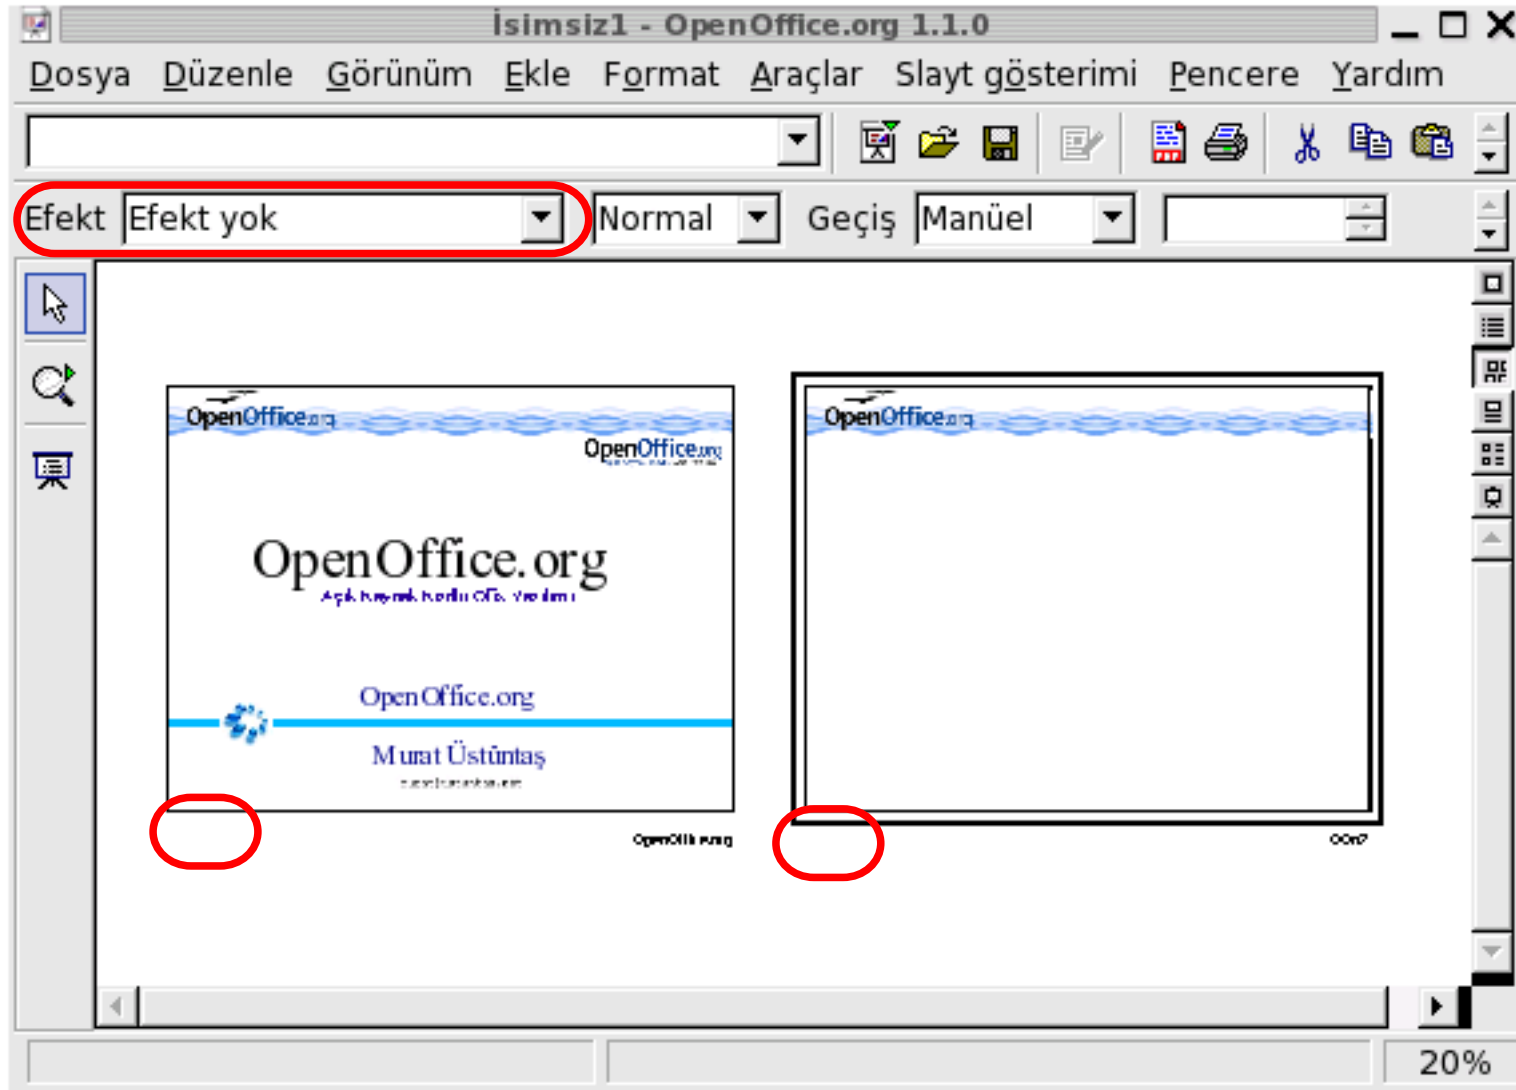 İsimsiz1 - OpenOffice.org 1.1.0
Dosya Düzenle Görünüm Ekle Format Araçlar Slayt gösterimi Pencere Yardım
Efekt Efekt yok Normal Geçiş Manüel
OpenOffice.org
OpenOffice.org
OpenOffice.org
OpenOffice.org
Murat Üstüntaş
OpenOffice.org
OpenOffice.org
20%